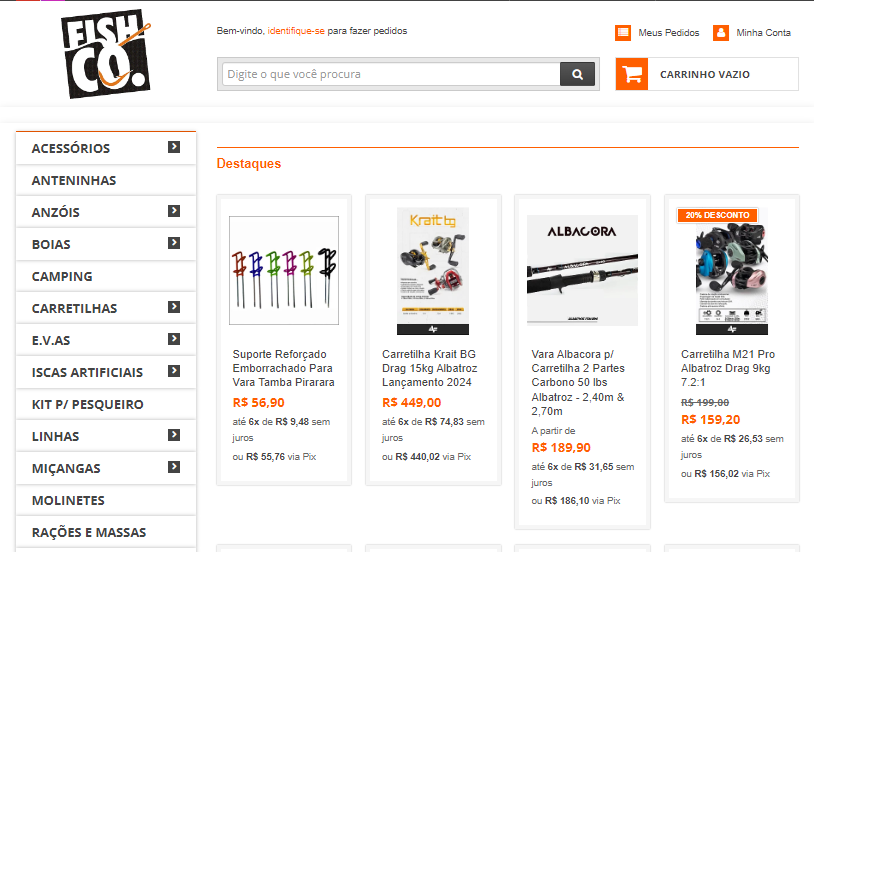 FISH
CO.
Bem-vindo, identifique-se para fazer pedidos
Meus Pedidos
Minha Conta
Digite o que você procura
CARRINHO VAZIO
ACESSÓRIOS
ANTENINHAS
ANZÓIS
BOIAS
CAMPING
CARRETILHAS
E.V.AS
ISCAS ARTIFICIAIS
KIT P/ PESQUEIRO
LINHAS
MIÇANGAS
MOLINETES
RAÇÕES E MASSAS
Destaques
Suporte Reforçado
Emborrachado Para
Vara Tamba Pirarara
R$ 56,90
até 6x de R$ 9,48 sem
juros
ou R$ 55,76 via Pix
Krait bg
AF
Carretilha Krait BG
Drag 15kg Albatroz
Lançamento 2024
R$ 449,00
até 6x de R$ 74,83 sem
juros
ou R$ 440,02 via Pix
ALBACORA
Vara Albacora p/
Carretilha 2 Partes
Carbono 50 lbs
Albatroz - 2,40m &
2,70m
A partir de
R$ 189,90
até 6x de R$ 31,65 sem
juros
ou R$ 186,10 via Pix
20% DESCONTO
AF
Carretilha M21 Pro
Albatroz Drag 9kg
7.2:1
R$ 199,00
R$ 159,20
até 6x de R$ 26,53 sem
juros
ou R$ 156,02 via Pix